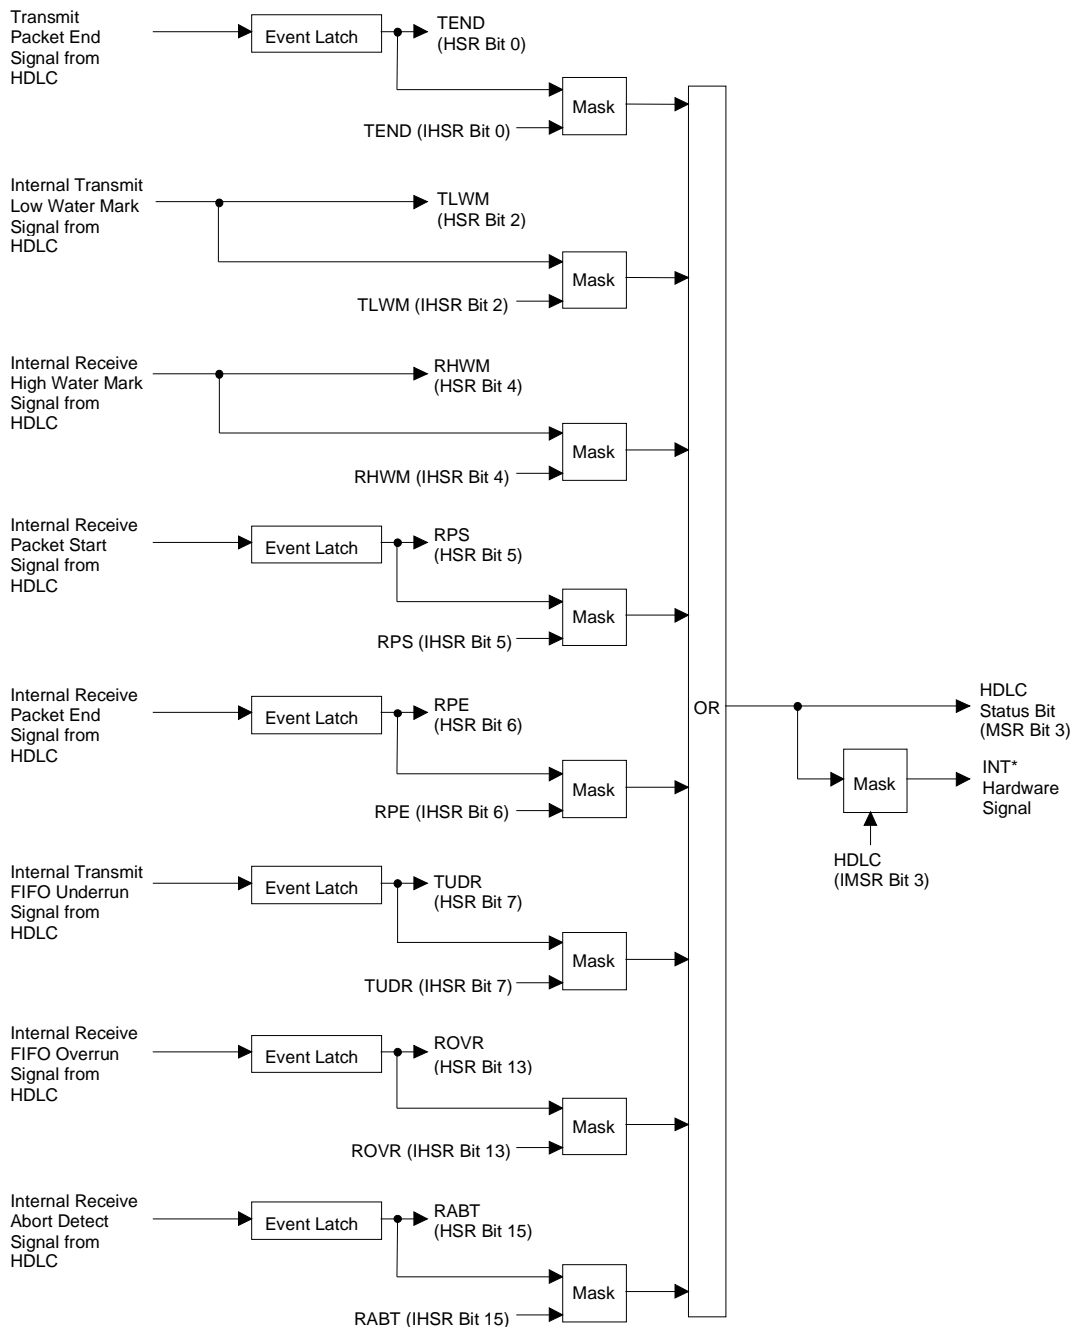 Transmit
Packet End
Signal from
HDLC
Event Latch
TEND
(HSR Bit 0)
Mask
TEND (IHSR Bit 0)
Internal Transmit
Low Water Mark
Signal from
HDLC
TLWM
(HSR Bit 2)
Mask
TLWM (IHSR Bit 2)
Internal Receive
High Water Mark
Signal from
HDLC
RHWM
(HSR Bit 4)
Mask
RHWM (IHSR Bit 4)
Internal Receive
Packet Start
Signal from
HDLC
Event Latch
RPS
(HSR Bit 5)
Mask
RPS (IHSR Bit 5)
Internal Receive
Packet End
Signal from
HDLC
Event Latch
RPE
(HSR Bit 6)
Mask
RPE (IHSR Bit 6)
Internal Transmit
FIFO Underrun
Signal from
HDLC
Event Latch
TUDR
(HSR Bit 7)
Mask
TUDR (IHSR Bit 7)
Internal Receive
FIFO Overrun
Signal from
HDLC
Event Latch
ROVR
(HSR Bit 13)
Mask
ROVR (IHSR Bit 13)
Internal Receive
Abort Detect
Signal from
HDLC
Event Latch
RABT
(HSR Bit 15)
Mask
RABT (IHSR Bit 15)
OR
HDLC
Status Bit
(MSR Bit 3)
Mask
INT*
Hardware
Signal
HDLC
(IMSR Bit 3)